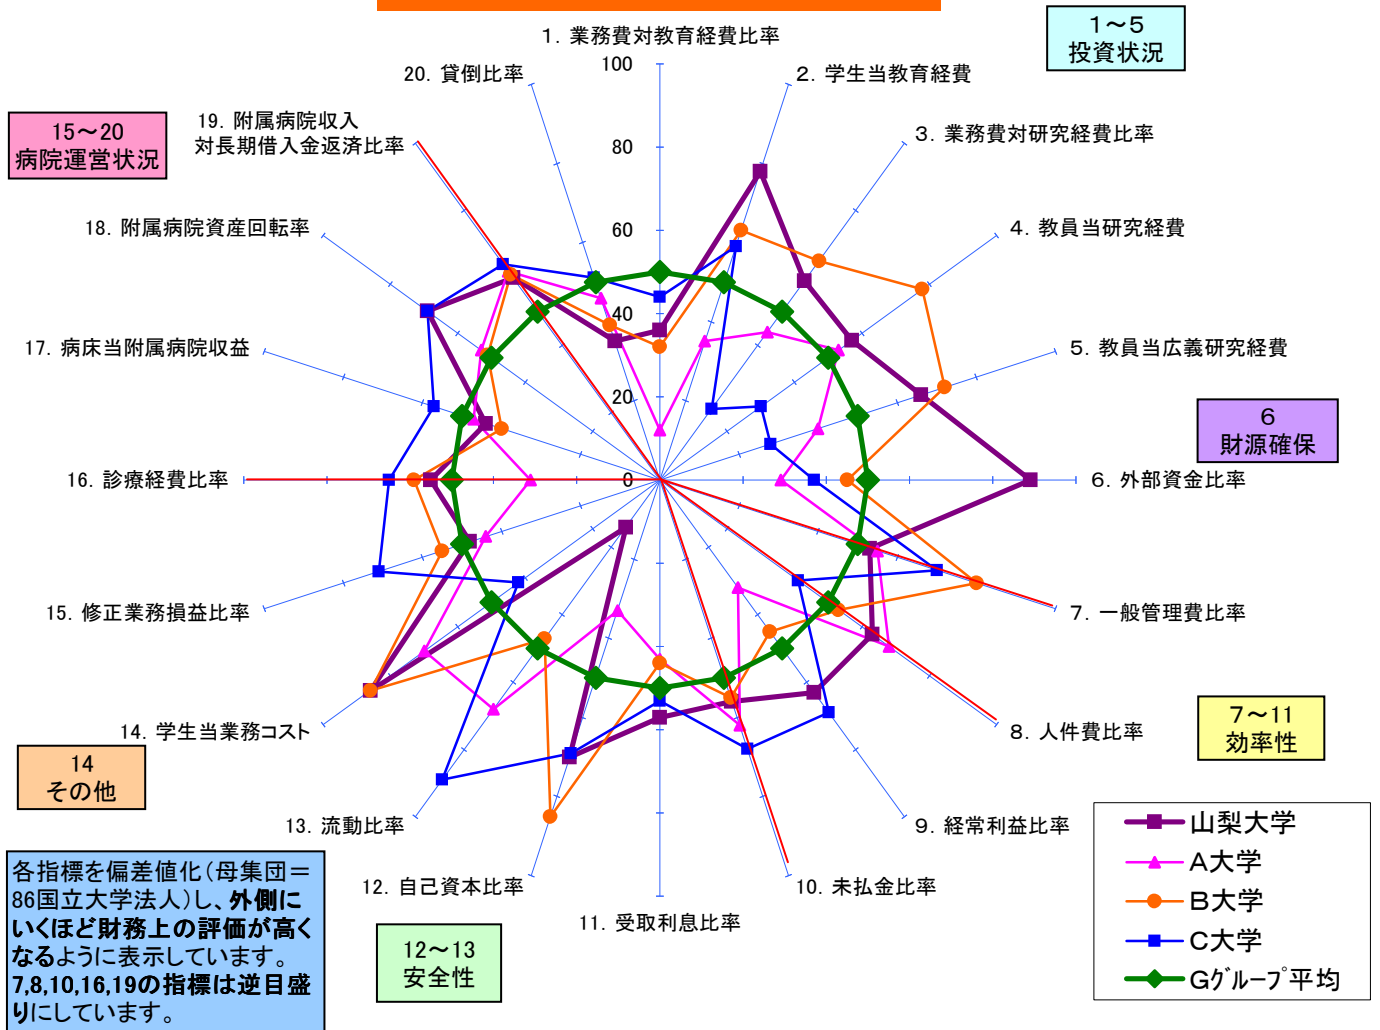 1. 業務費対教育経費比率
1～5
投資状況
100
20. 貸倒比率
2. 学生当教育経費
19. 附属病院収入
対長期借入金返済比率
3. 業務費対研究経費比率
15～20
病院運営状況
80
18. 附属病院資産回転率
4. 教員当研究経費
60
17. 病床当附属病院収益
5. 教員当広義研究経費
40
20
6
財源確保
16. 診療経費比率
0
6. 外部資金比率
15. 修正業務損益比率
7. 一般管理費比率
14. 学生当業務コスト
8. 人件費比率
7～11
効率性
14
その他
13. 流動比率
9. 経常利益比率
12. 自己資本比率
10. 未払金比率
11. 受取利息比率
12～13
安全性
各指標を偏差値化（母集団＝
86国立大学法人）し、外側に
いくほど財務上の評価が高く
なるように表示しています。
7,8,10,16,19の指標は逆目盛
りにしています。
山梨大学
A大学
B大学
C大学
Gｸﾞﾙｰﾌﾟ平均